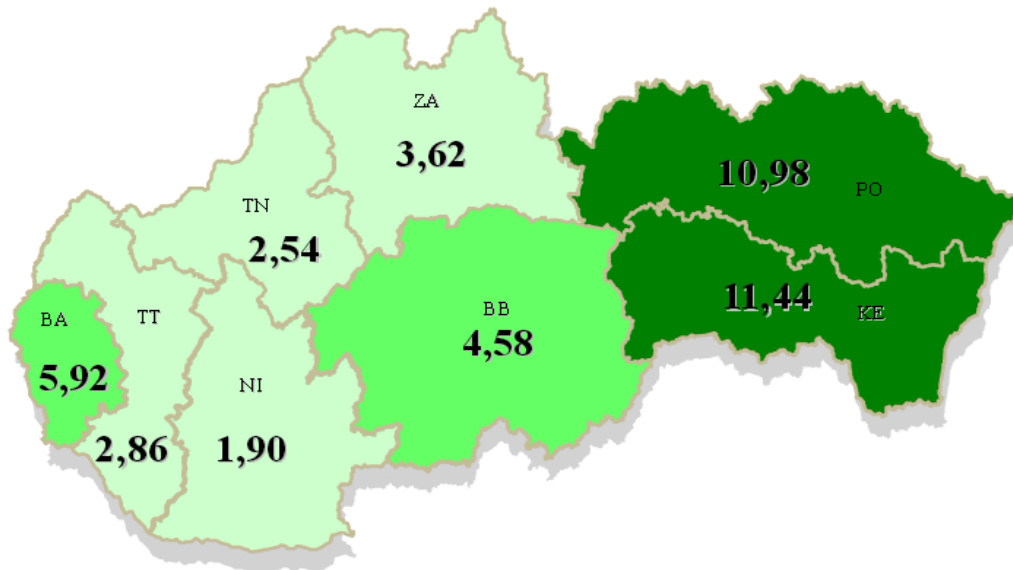 ZA
3,62
10,98
PO
TN
2,54
11,44
KE
BA
5,92
TT
2,86
NI
1,90
BB
4,58